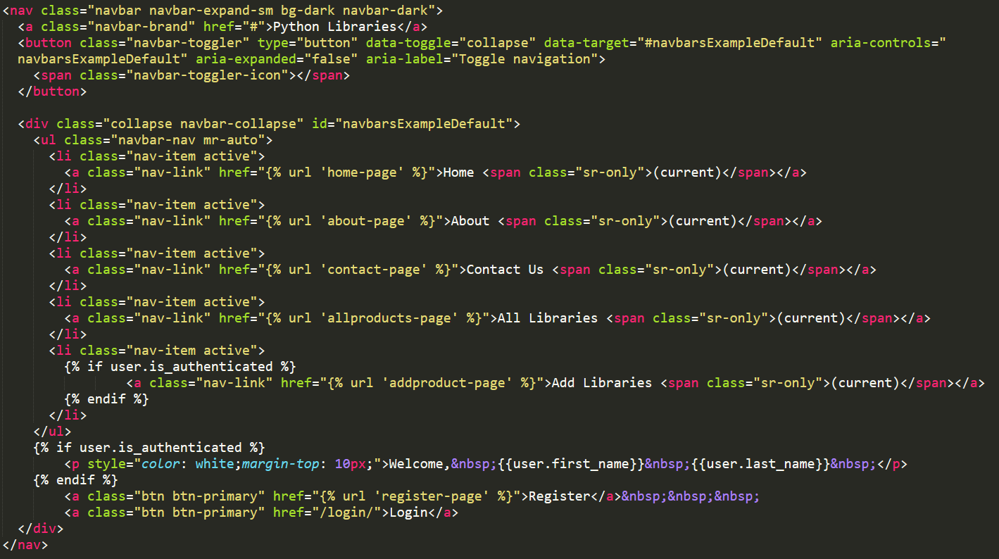 <nav class="navbar navbar-expand-sm bg-dark navbar-dark">
  <a class="navbar-brand" href="#">Python Libraries</a>
  <button class="navbar-toggler" type="button" data-toggle="collapse" data-target="#navbarsExampleDefault" aria-controls="
  navbarsExampleDefault" aria-expanded="false" aria-label="Toggle navigation">
    <span class="navbar-toggler-icon"></span>
  </button>

  <div class="collapse navbar-collapse" id="navbarsExampleDefault">
    <ul class="navbar-nav mr-auto">
      <li class="nav-item active">
        <a class="nav-link" href="{% url 'home-page' %}">Home <span class="sr-only">(current)</span></a>
      </li>
      <li class="nav-item active">
        <a class="nav-link" href="{% url 'about-page' %}">About <span class="sr-only">(current)</span></a>
      </li>
      <li class="nav-item active">
        <a class="nav-link" href="{% url 'contact-page' %}">Contact Us <span class="sr-only">(current)</span></a>
      </li>
      <li class="nav-item active">
        <a class="nav-link" href="{% url 'allproducts-page' %}">All Libraries <span class="sr-only">(current)</span></a>
      </li>
      <li class="nav-item active">
        {% if user.is_authenticated %}
                <a class="nav-link" href="{% url 'addproduct-page' %}">Add Libraries <span class="sr-only">(current)</span></a>
        {% endif %}
      </li>
    </ul>
    {% if user.is_authenticated %}
        <p style="color: white;margin-top: 10px;">Welcome,&nbsp;{{user.first_name}}&nbsp;{{user.last_name}}&nbsp;</p>
    {% endif %}
        <a class="btn btn-primary" href="{% url 'register-page' %}">Register</a>&nbsp;&nbsp;&nbsp;
        <a class="btn btn-primary" href="/login/">Login</a>
  </div>
</nav>